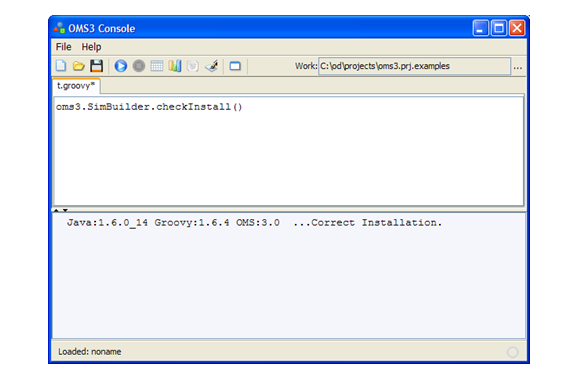 OMS3 Console
File Help
Work: C:\od\projects\oms3.prj.examples ...
t.groovy*
oms3.SimBuilder.checkInstall()
Java:1.6.0_14 Groovy:1.6.4 OMS:3.0 ...Correct Installation.
Loaded: noname